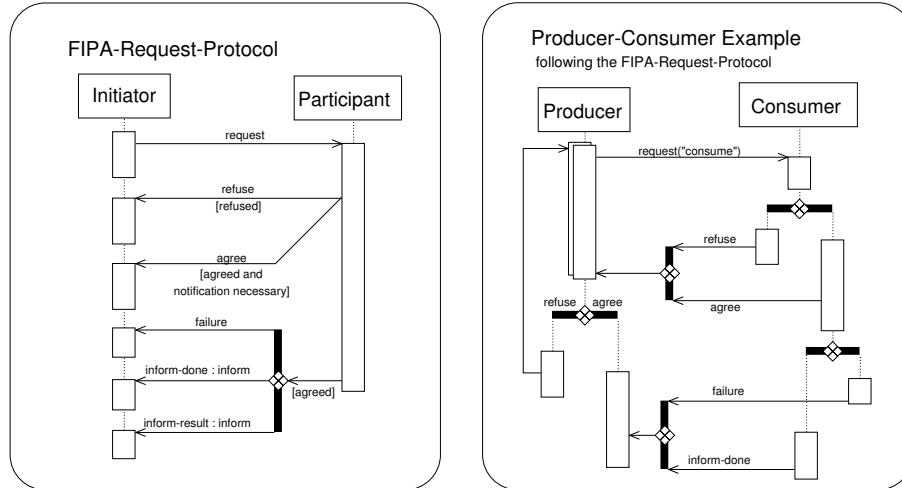 FIPA-Request-Protocol
Initiator
Participant
request
refuse
[refused]
agree
[agreed and
notification necessary]
failure
inform-done : inform
[agreed]
inform-result : inform
Producer-Consumer Example
following the FIPA-Request-Protocol
Producer
Consumer
request("consume")
refuse
agree
refuse agree
failure
inform-done